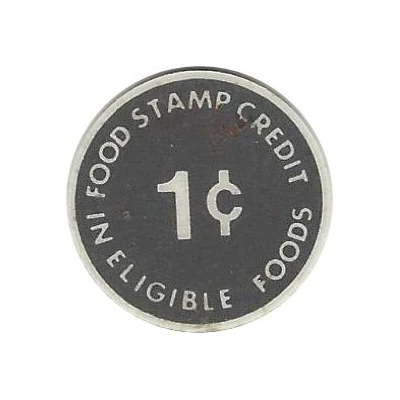 FOOD STAMP CREDIT
1¢
IN ELIGIBLE FOODS